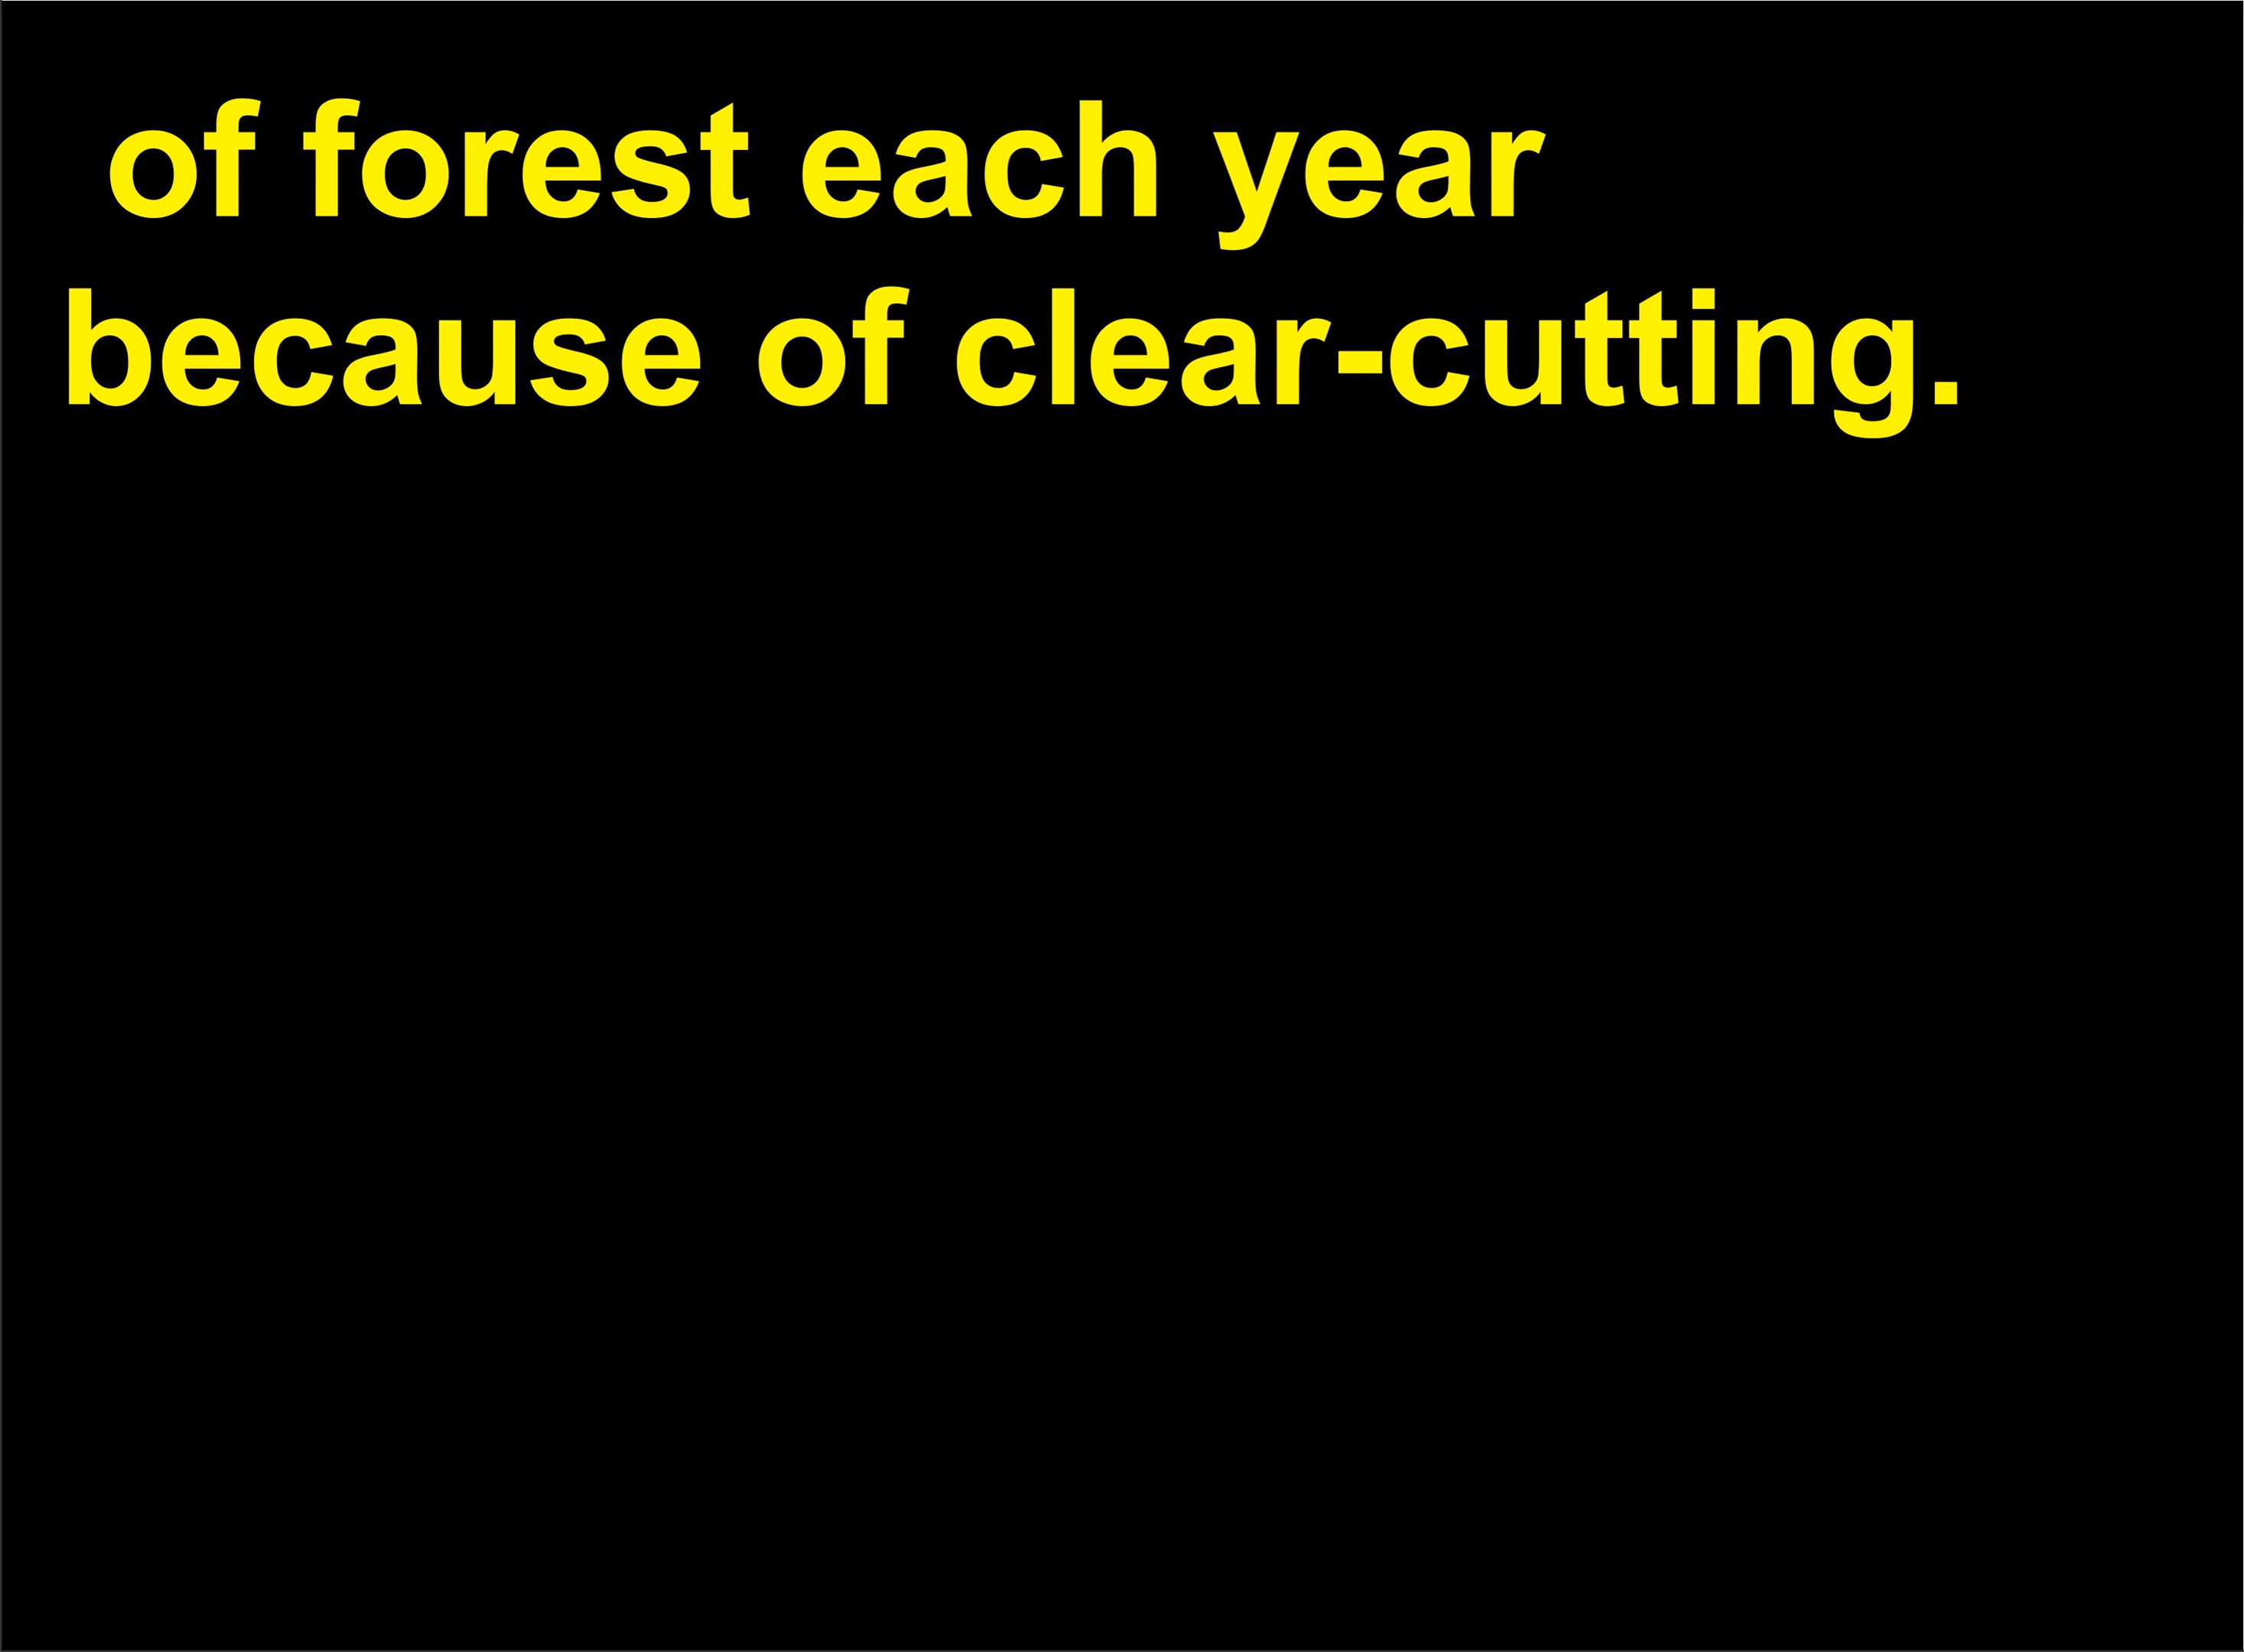 of forest each year
because of clear-cutting.